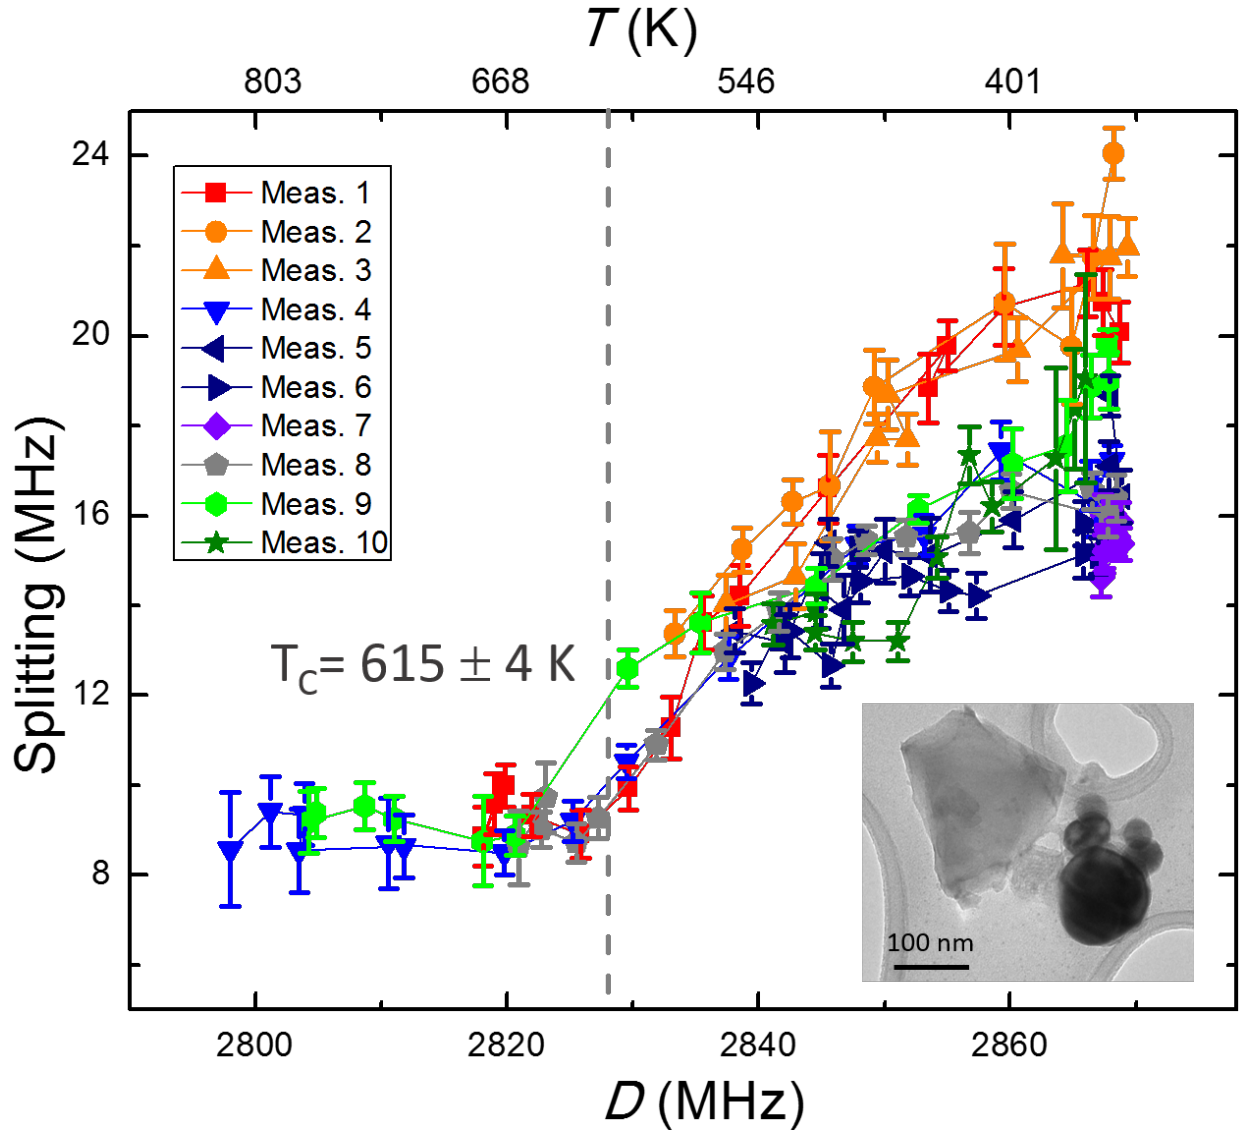 T (K)
803 668 546 401
24
20
16
12
8
Splitting (MHz)
Meas. 1
Meas. 2
Meas. 3
Meas. 4
Meas. 5
Meas. 6
Meas. 7
Meas. 8
Meas. 9
Meas. 10
T_C= 615 ± 4 K
100 nm
2800 2820 2840 2860
D (MHz)